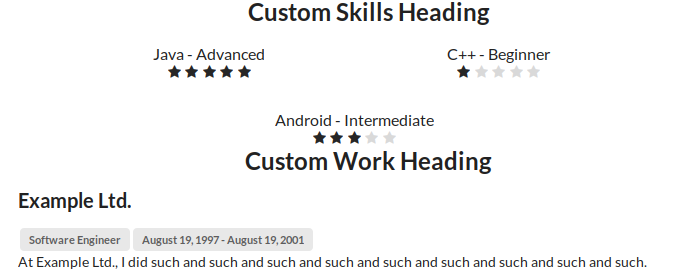 Custom Skills Heading
Java - Advanced
C++ - Beginner
Android - Intermediate
Custom Work Heading
Example Ltd.
Software Engineer
August 19, 1997 - August 19, 2001
At Example Ltd., I did such and such and such and such and such and such and such and such and such.